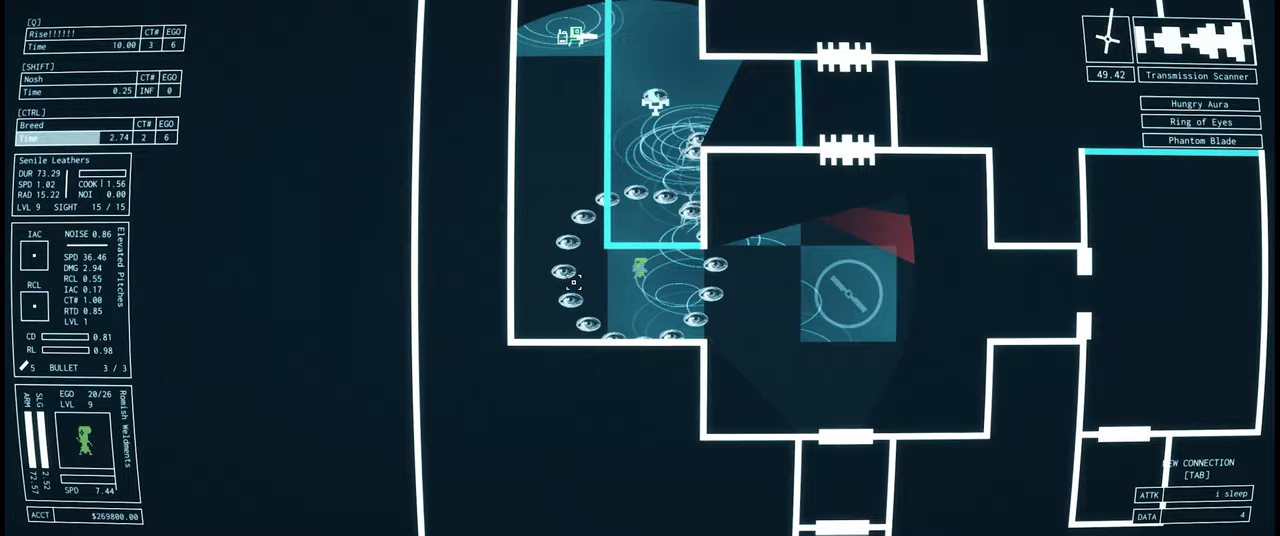 [Q]
Rise!!!!!! CT# EGO
Time 10.00 3 6
[SHIFT]
Nosh CT# EGO
Time 0.25 INF 0
[CTRL]
Breed CT# EGO
Time 2.74 2 6
Senile Leathers
DUR 73.29
SPD 1.02 COOK 1.56
RAD 15.22 NOI 0.00
LVL 9 SIGHT 15 / 15
IAC NOISE 0.86
Elevated Pitches
SPD 36.46
DMG 2.94
RCL RCL 0.55
IAC 0.17
CT# 1.00
RTD 0.85
LVL 1
CD 0.81
RL 0.98
5 BULLET 3 / 3
ARM SLG EGO 20/26
LVL 9
Romish Weldments
72.57 2.52
SPD 7.44
ACCT $269800.00
49.42 Transmission Scanner
Hungry Aura
Ring of Eyes
Phantom Blade
NEW CONNECTION
[TAB]
ATTK i sleep
DATA 4